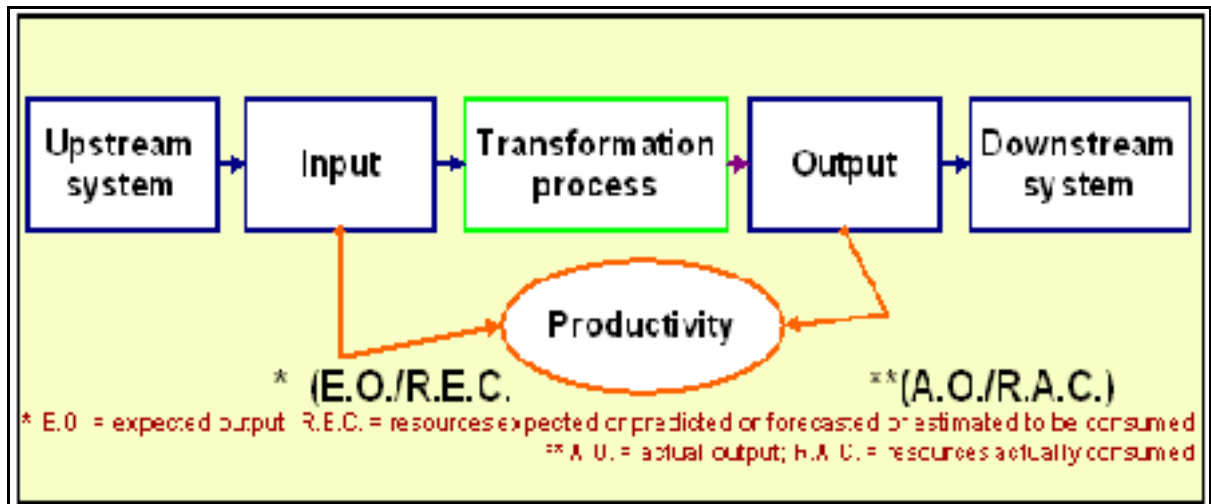 Upstream
system
Input
Transformation
process
Output
Downstream
system
Productivity
* (E.O./R.E.C.
**(A.O./R.A.C.)
* E.O. = expected output R.E.C. = resources expected or predicted or forecasted or estimated to be consumed
** A.O. = actual output; R.A.C. = resources actually consumed